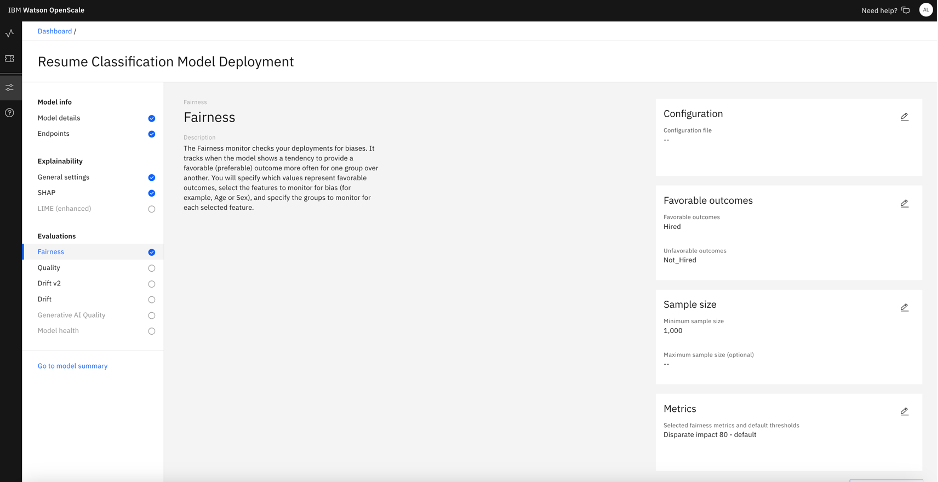 IBM Watson OpenScale
Need help?
AL
Dashboard /
Resume Classification Model Deployment
Model info
Model details
Endpoints
Explainability
General settings
SHAP
LIME (enhanced)
Evaluations
Fairness
Quality
Drift v2
Drift
Generative AI Quality
Model health
Go to model summary
Fairness
Fairness
Description
The Fairness monitor checks your deployments for biases. It
tracks when the model shows a tendency to provide a
favorable (preferable) outcome more often for one group over
another. You will specify which values represent favorable
outcomes, select the features to monitor for bias (for
example, Age or Sex), and specify the groups to monitor for
each selected feature.
Configuration
Configuration file
--
Favorable outcomes
Favorable outcomes
Hired
Unfavorable outcomes
Not_Hired
Sample size
Minimum sample size
1,000
Maximum sample size (optional)
--
Metrics
Selected fairness metrics and default thresholds
Disparate impact 80 - default